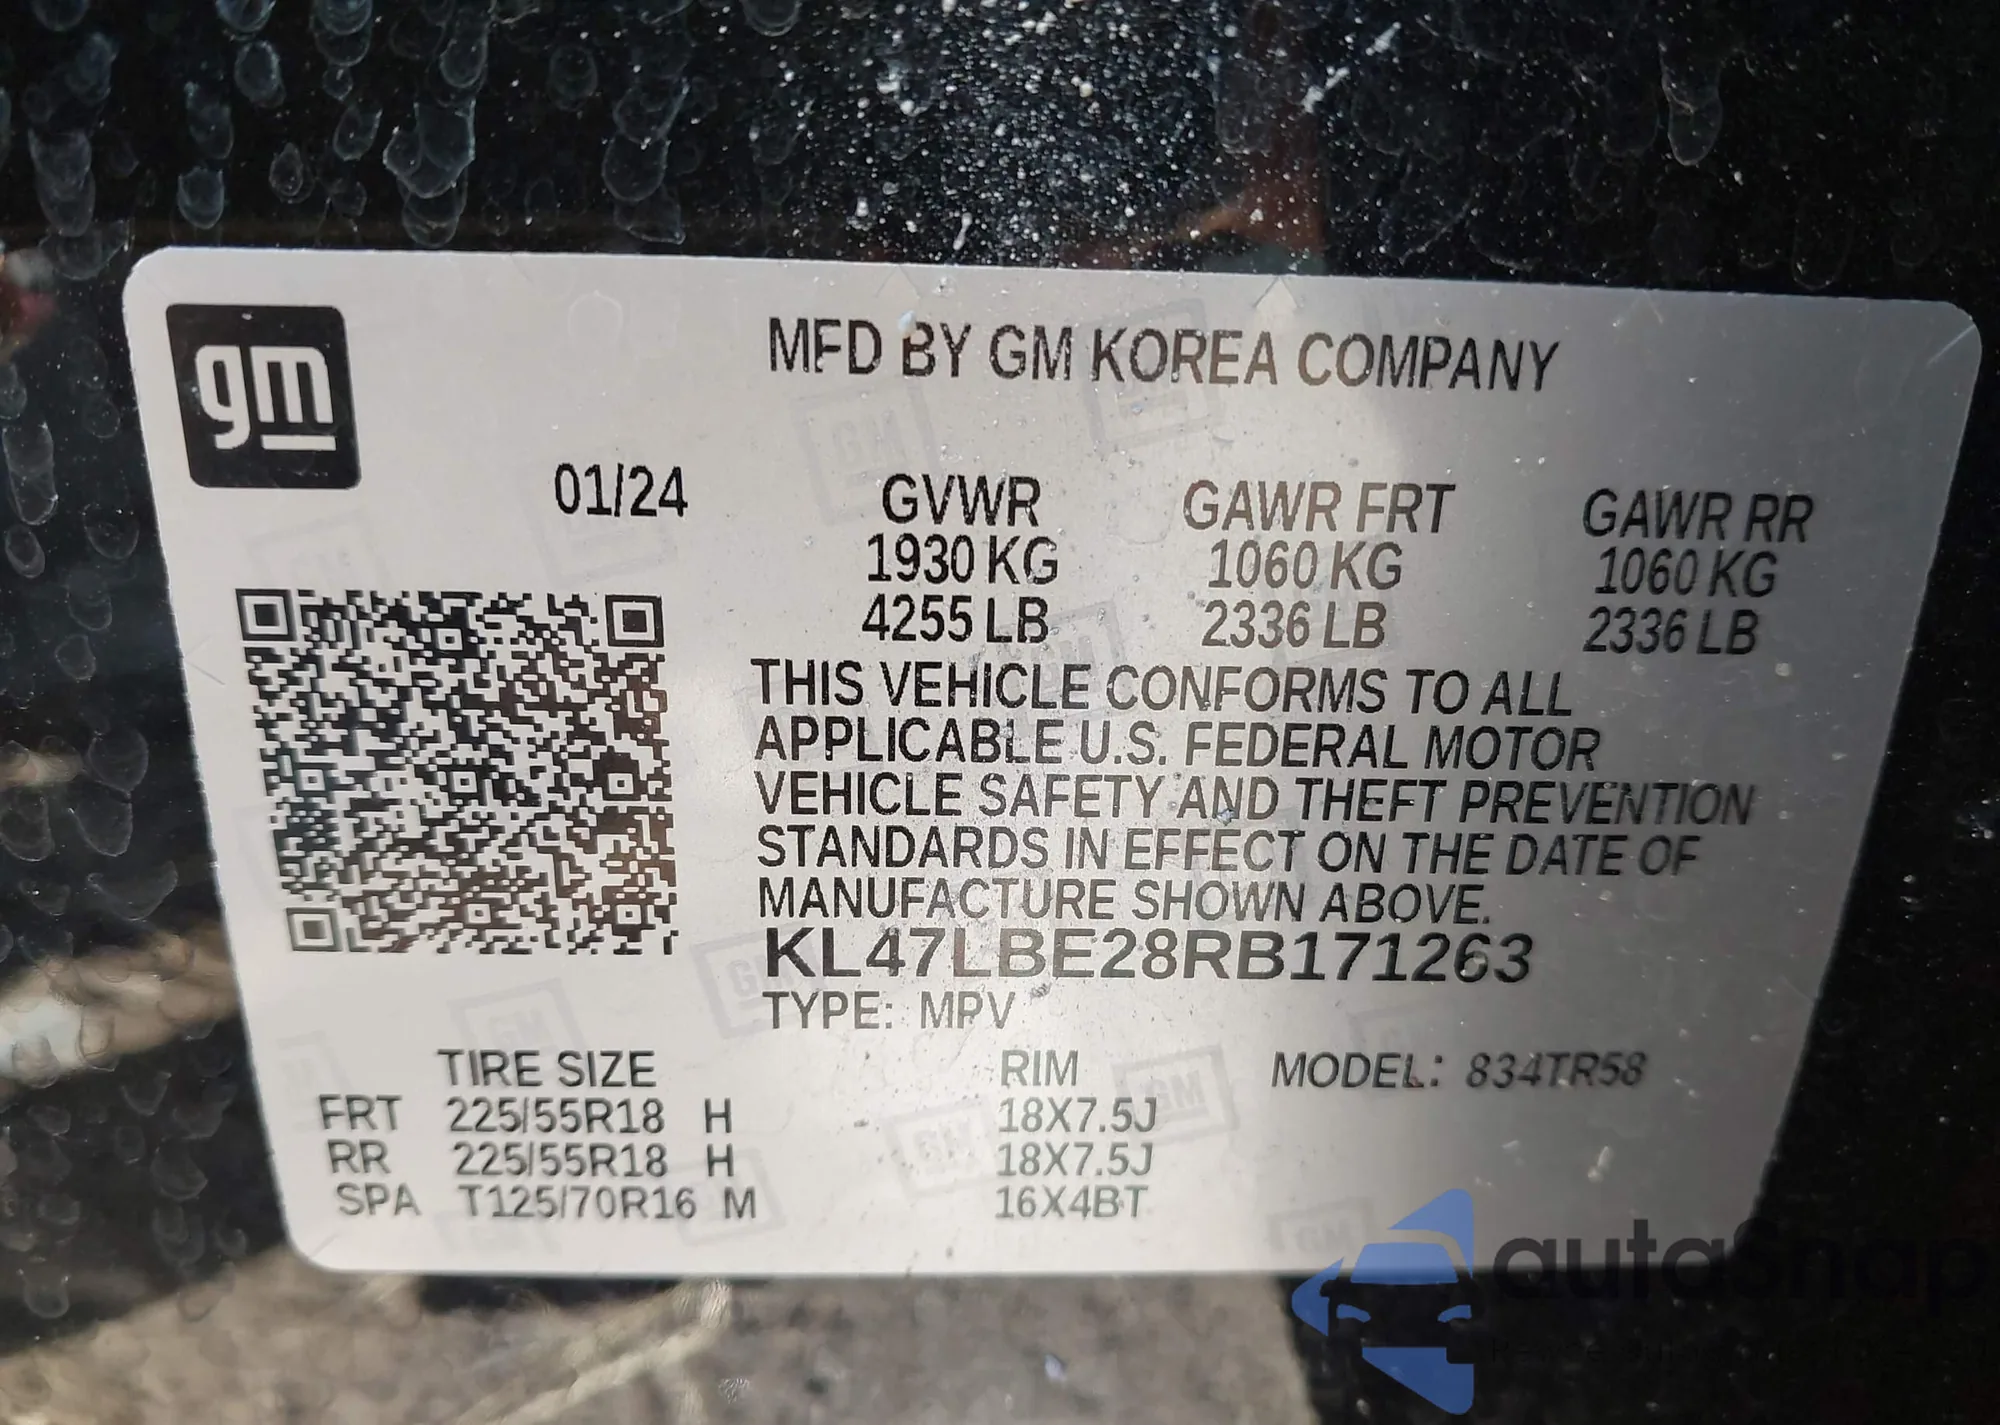 gm
MFD BY GM KOREA COMPANY
01/24 GVWR GAWR FRT GAWR RR
1930 KG 1060 KG 1060 KG
4255 LB 2336 LB 2336 LB
THIS VEHICLE CONFORMS TO ALL
APPLICABLE U.S. FEDERAL MOTOR
VEHICLE SAFETY AND THEFT PREVENTION
STANDARDS IN EFFECT ON THE DATE OF
MANUFACTURE SHOWN ABOVE.
KL47LBE28RB171263
TYPE: MPV
TIRE SIZE RIM MODEL: 834TR58
FRT 225/55R18 H 18X7.5J
RR 225/55R18 H 18X7.5J
SPA T125/70R16 M 16X4BT
autosnap